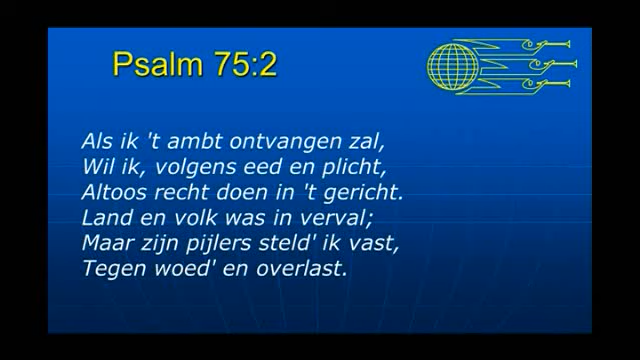 Psalm 75:2
Als ik 't ambt ontvangen zal,
Wil ik, volgens eed en plicht,
Altoos recht doen in 't gericht.
Land en volk was in verval;
Maar zijn pijlers steld' ik vast,
Tegen woed' en overlast.